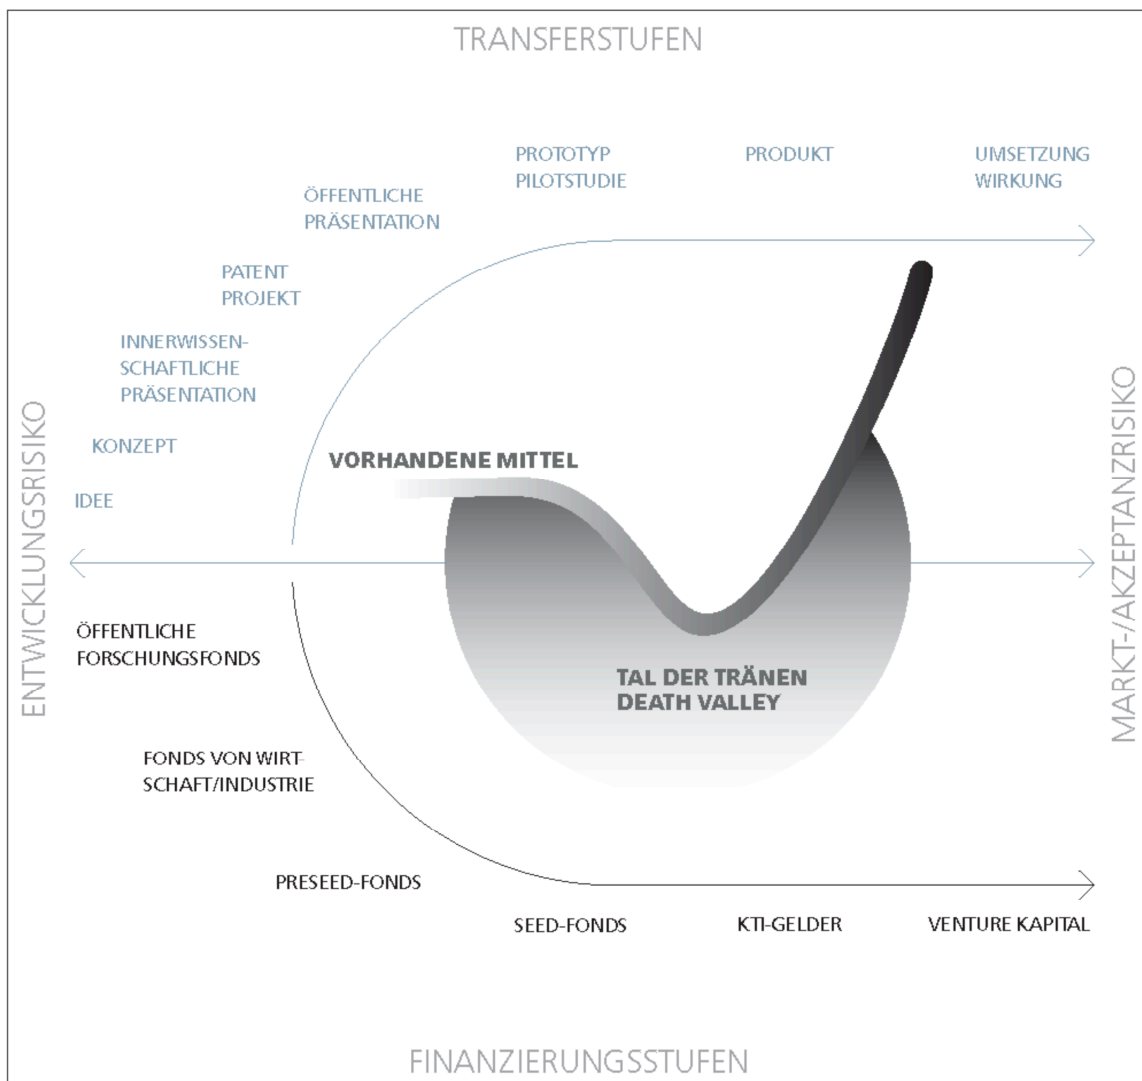 TRANSFERSTUFEN
PROTOTYP
PILOTSTUDIE
PRODUKT
UMSETZUNG
WIRKUNG
ÖFFENTLICHE
PRÄSENTATION
PATENT
PROJEKT
INNERWISSEN-
SCHAFTLICHE
PRÄSENTATION
KONZEPT
IDEE
VORHANDENE MITTEL
ENTWICKLUNGSRISIKO
MARKT-/AKZEPTANZRISIKO
ÖFFENTLICHE
FORSCHUNGSFONDS
TAL DER TRÄNEN
DEATH VALLEY
FONDS VON WIRT-
SCHAFT/INDUSTRIE
PRESEED-FONDS
SEED-FONDS
KTI-GELDER
VENTURE KAPITAL
FINANZIERUNGSSTUFEN